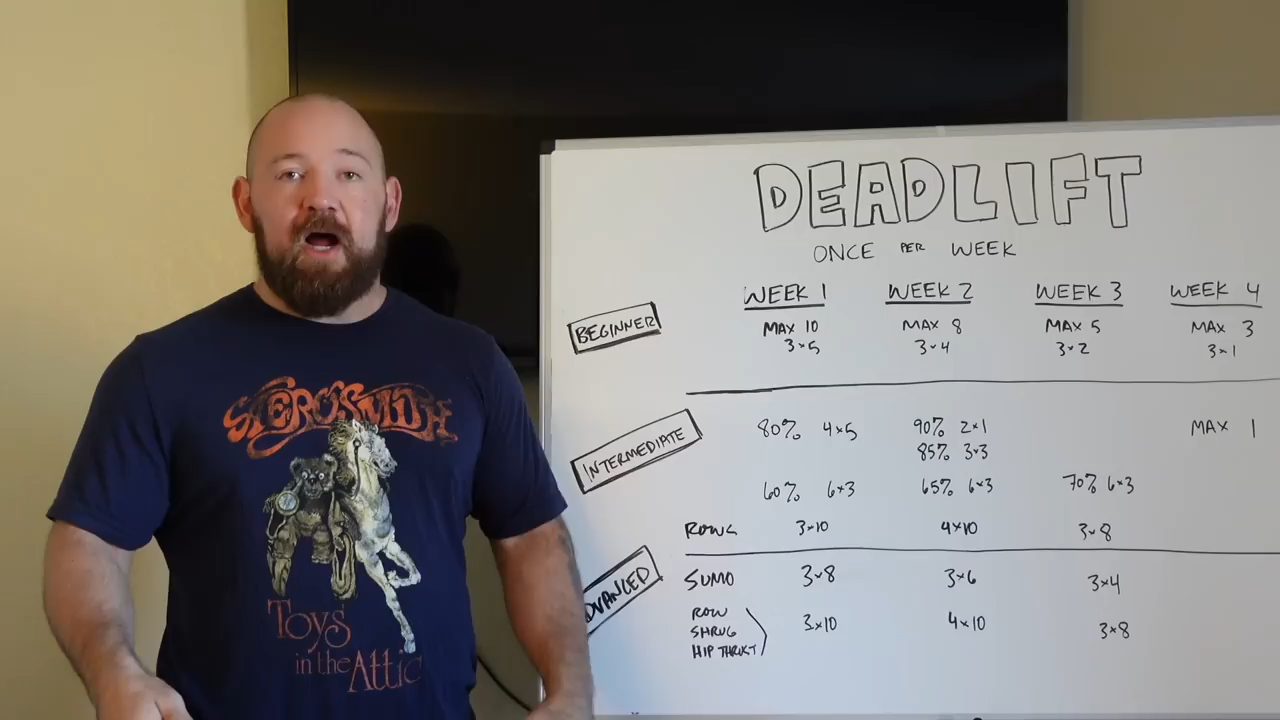 AEROSMITH
Toys
in the Attic
DEADLIFT
ONCE PER WEEK
WEEK 1 WEEK 2 WEEK 3 WEEK 4
BEGINNER MAX 10 MAX 8 MAX 5 MAX 3
3×5 3×4 3×2 3×1
INTERMEDIATE 80% 4×5 90% 2×1 MAX 1
85% 3×3
60% 6×3 65% 6×3 70% 6×3
ROWS 3×10 4×10 3×8
ADVANCED SUMO 3×8 3×6 3×4
ROW
SHRUG 3×10 4×10 3×8
HIP THRUST